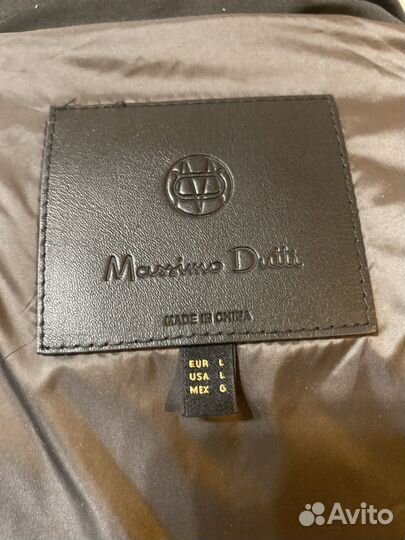 Massimo Dutti
MADE IN CHINA
EUR L
USA L
MEX G
Avito